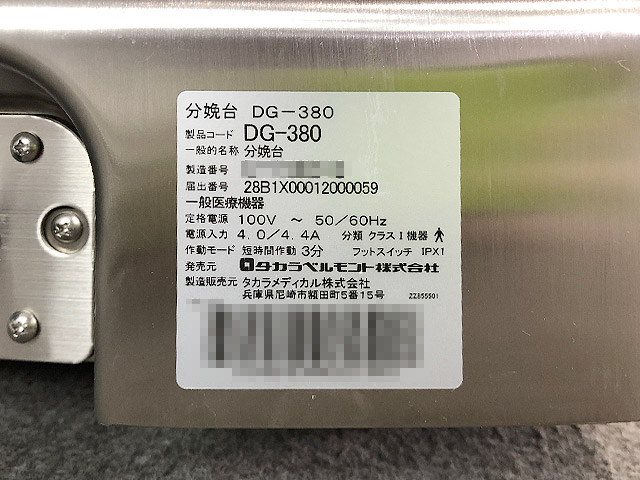 分娩台 DG-380
製品コード DG-380
一般的名称 分娩台
製造番号
届出番号 28B1X00012000059
一般医療機器
定格電源 100V ～ 50/60Hz
電源入力 4.0/4.4A 分類 クラスⅠ機器
作動モード 短時間作動 3分 フットスイッチ IPX1
発売元 タカラベルモント株式会社
製造販売元 タカラメディカル株式会社
兵庫県尼崎市額田町5番15号 ZZ855501